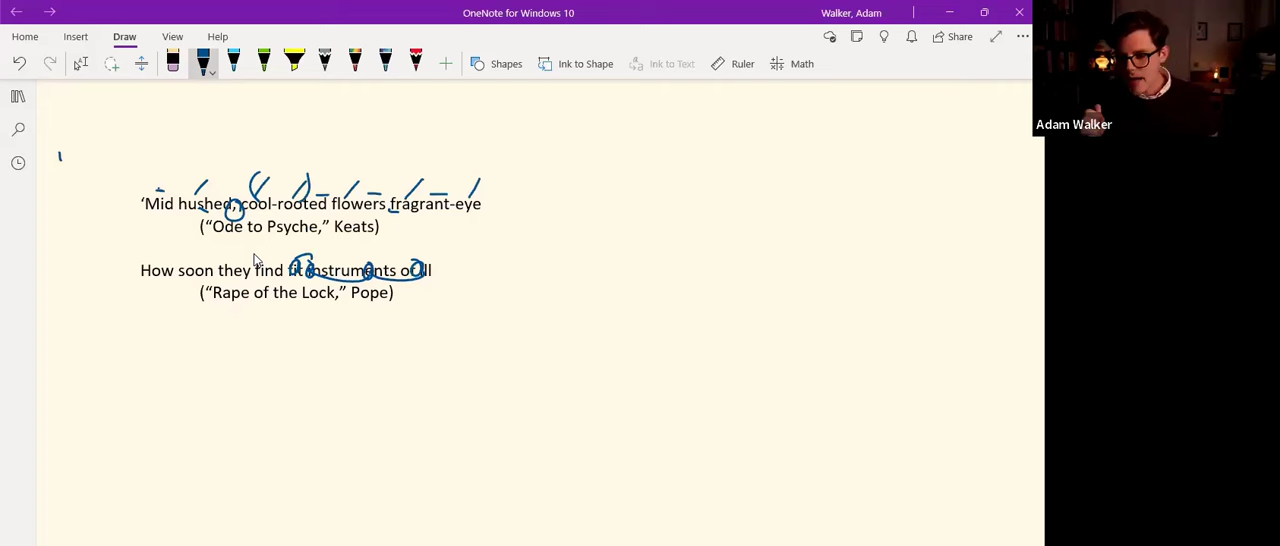 OneNote for Windows 10
Walker, Adam
Home Insert Draw View Help
Share
Shapes Ink to Shape Ink to Text Ruler Math
Adam Walker
‘Mid hushed, cool-rooted flowers fragrant-eye
(“Ode to Psyche,” Keats)
How soon they find fit instruments of ill
(“Rape of the Lock,” Pope)